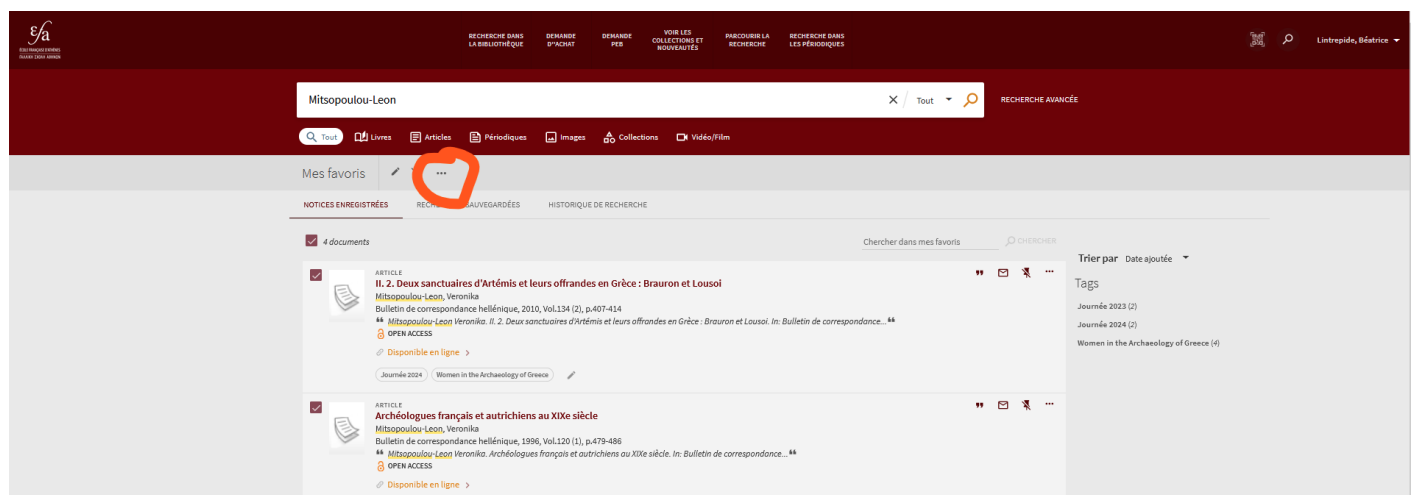 εfa
ÉCOLE FRANÇAISE D'ATHÈNES
ΓΑΛΛΙΚΗ ΣΧΟΛΗ ΑΘΗΝΩΝ
RECHERCHE DANS LA BIBLIOTHÈQUE
DEMANDE D''ACHAT
DEMANDE PEB
VOIR LES COLLECTIONS ET NOUVEAUTÉS
PARCOURIR LA RECHERCHE
RECHERCHE DANS LES PÉRIODIQUES
Lintrepide, Béatrice
Mitsopoulou-Leon
Tout
RECHERCHE AVANCÉE
Tout Livres Articles Périodiques Images Collections Vidéo/Film
Mes favoris
NOTICES ENREGISTRÉES
SAUVEGARDÉES
HISTORIQUE DE RECHERCHE
4 documents
Chercher dans mes favoris
CHERCHER
Trier par Date ajoutée
Tags
Journée 2023 (2)
Journée 2024 (2)
Women in the Archaeology of Greece (4)
ARTICLE
II. 2. Deux sanctuaires d'Artémis et leurs offrandes en Grèce : Brauron et Lousoi
Mitsopoulou-Leon, Veronika
Bulletin de correspondance hellénique, 2010, Vol.134 (2), p.407-414
❝ Mitsopoulou-Leon Veronika. II. 2. Deux sanctuaires d'Artémis et leurs offrandes en Grèce : Brauron et Lousoi. In: Bulletin de correspondance...❝
OPEN ACCESS
Disponible en ligne >
Journée 2024 Women in the Archaeology of Greece
ARTICLE
Archéologues français et autrichiens au XIXe siècle
Mitsopoulou-Leon, Veronika
Bulletin de correspondance hellénique, 1996, Vol.120 (1), p.479-486
❝ Mitsopoulou-Leon Veronika. Archéologues français et autrichiens au XIXe siècle. In: Bulletin de correspondance...❝
OPEN ACCESS
Disponible en ligne >